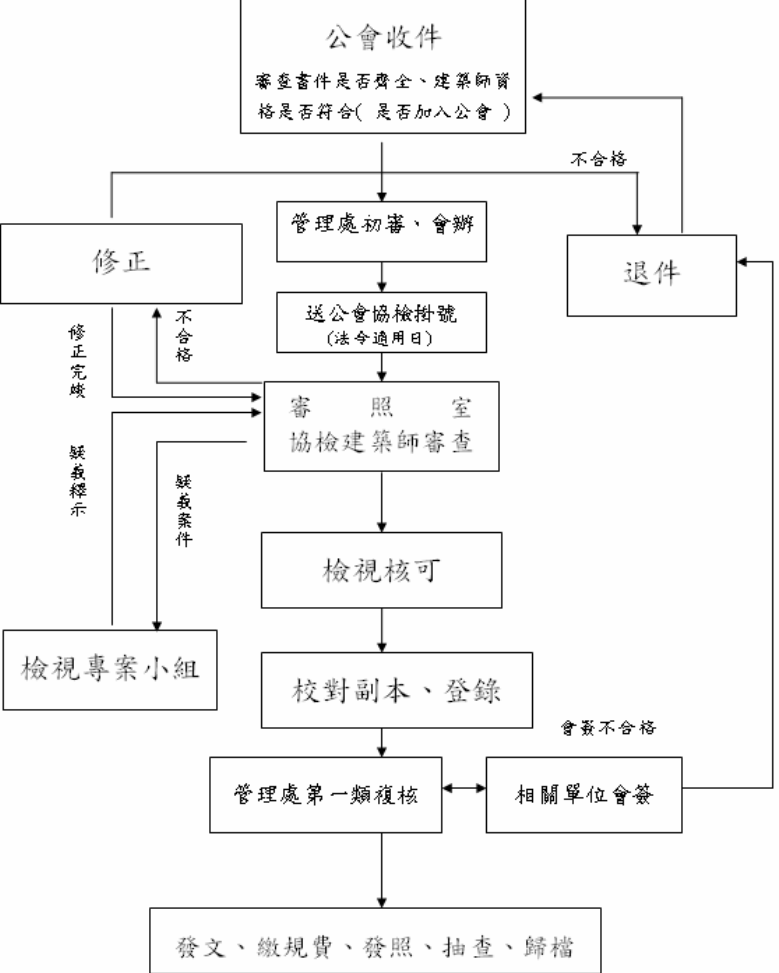 公會收件
審查書件是否齊全、建築師資
格是否符合( 是否加入公會 )
不合格
管理處初審、會辦
修正
退件
送公會協檢掛號
(法令適用日)
修正完竣
不合格
審照室
協檢建築師審查
疑義釋示
疑義案件
檢視核可
檢視專案小組
校對副本、登錄
會簽不合格
管理處第一類複核
相關單位會簽
發文、繳規費、發照、抽查、歸檔